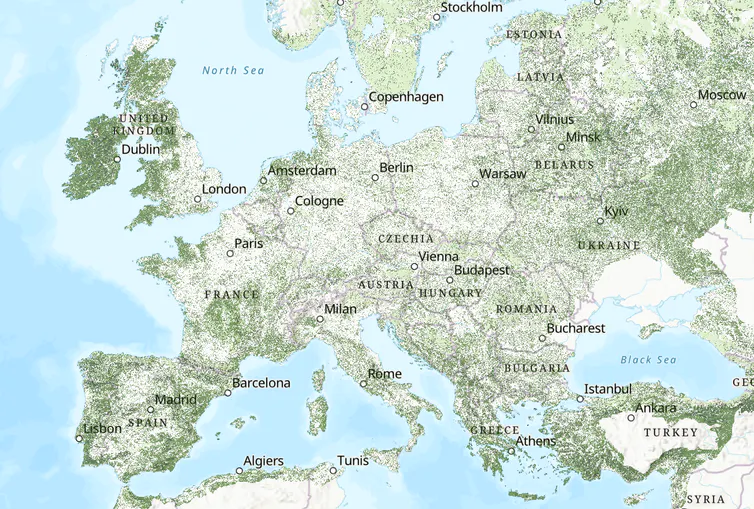 Stockholm
ESTONIA
North Sea
LATVIA
Moscow
Copenhagen
UNITED
KINGDOM
Vilnius
Minsk
Dublin
BELARUS
Amsterdam
Berlin
Warsaw
London
Cologne
Kyiv
Paris
CZECHIA
UKRAINE
Vienna
Budapest
AUSTRIA
HUNGARY
FRANCE
Milan
ROMANIA
Bucharest
Black Sea
BULGARIA
Rome
Barcelona
GEO
Istanbul
Madrid
Ankara
Lisbon
SPAIN
GREECE
TURKEY
Athens
Algiers
Tunis
SYRIA